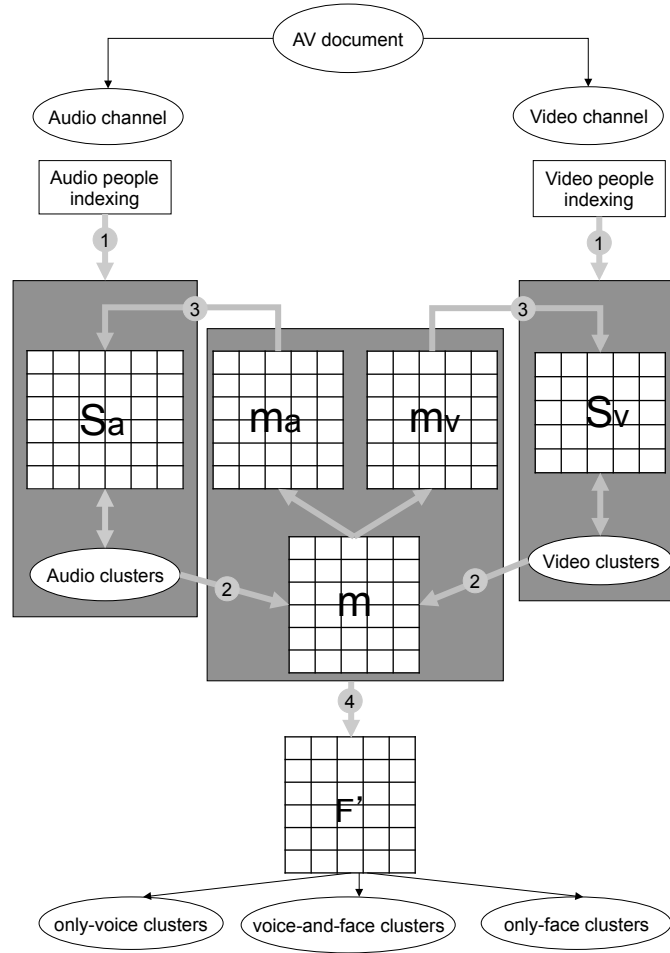 AV document
Audio channel
Video channel
Audio people
indexing
Video people
indexing
1
1
3
3
Sa
ma
mv
Sv
Audio clusters
Video clusters
2
2
m
4
F'
only-voice clusters
voice-and-face clusters
only-face clusters